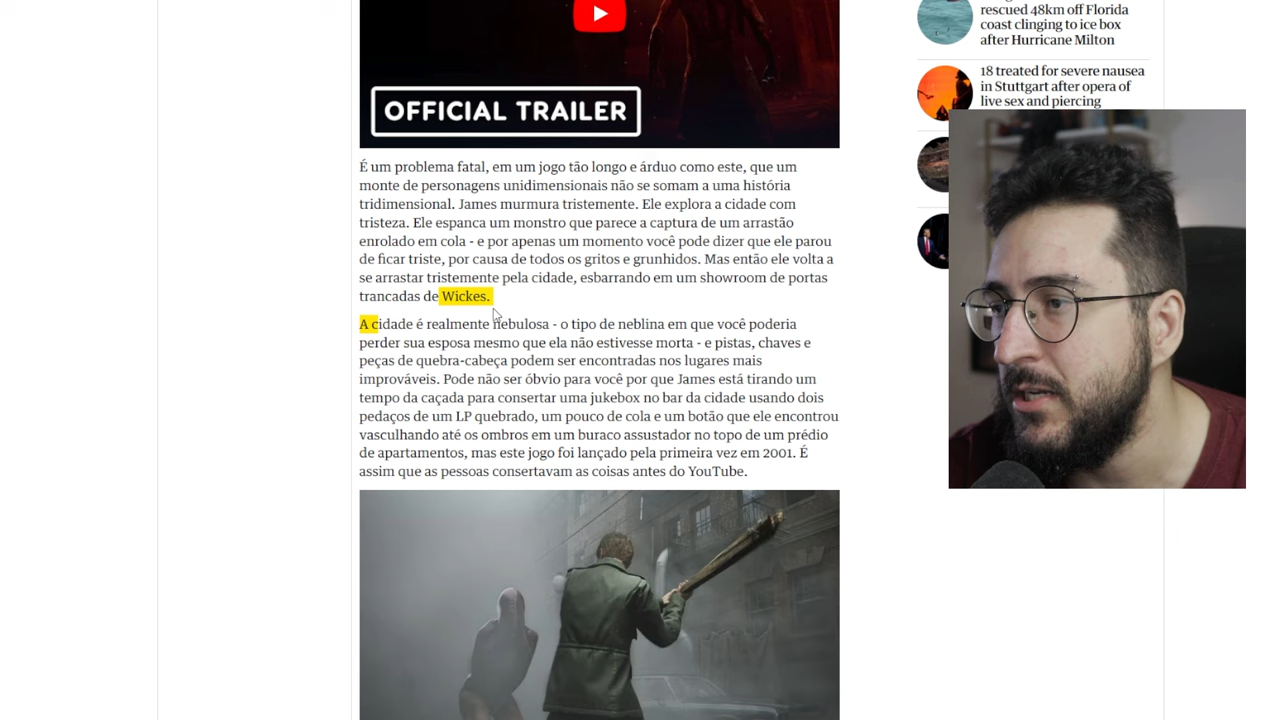 OFFICIAL TRAILER
É um problema fatal, em um jogo tão longo e árduo como este, que um
monte de personagens unidimensionais não se somam a uma história
tridimensional. James murmura tristemente. Ele explora a cidade com
tristeza. Ele espanca um monstro que parece a captura de um arrastão
enrolado em cola - e por apenas um momento você pode dizer que ele parou
de ficar triste, por causa de todos os gritos e grunhidos. Mas então ele volta a
se arrastar tristemente pela cidade, esbarrando em um showroom de portas
trancadas de Wickes.
A cidade é realmente nebulosa - o tipo de neblina em que você poderia
perder sua esposa mesmo que ela não estivesse morta - e pistas, chaves e
peças de quebra-cabeça podem ser encontradas nos lugares mais
improváveis. Pode não ser óbvio para você por que James está tirando um
tempo da caçada para consertar uma jukebox no bar da cidade usando dois
pedaços de um LP quebrado, um pouco de cola e um botão que ele encontrou
vasculhando até os ombros em um buraco assustador no topo de um prédio
de apartamentos, mas este jogo foi lançado pela primeira vez em 2001. É
assim que as pessoas consertavam as coisas antes do YouTube.
rescued 48km off Florida
coast clinging to ice box
after Hurricane Milton
18 treated for severe nausea
in Stuttgart after opera of
live sex and piercing